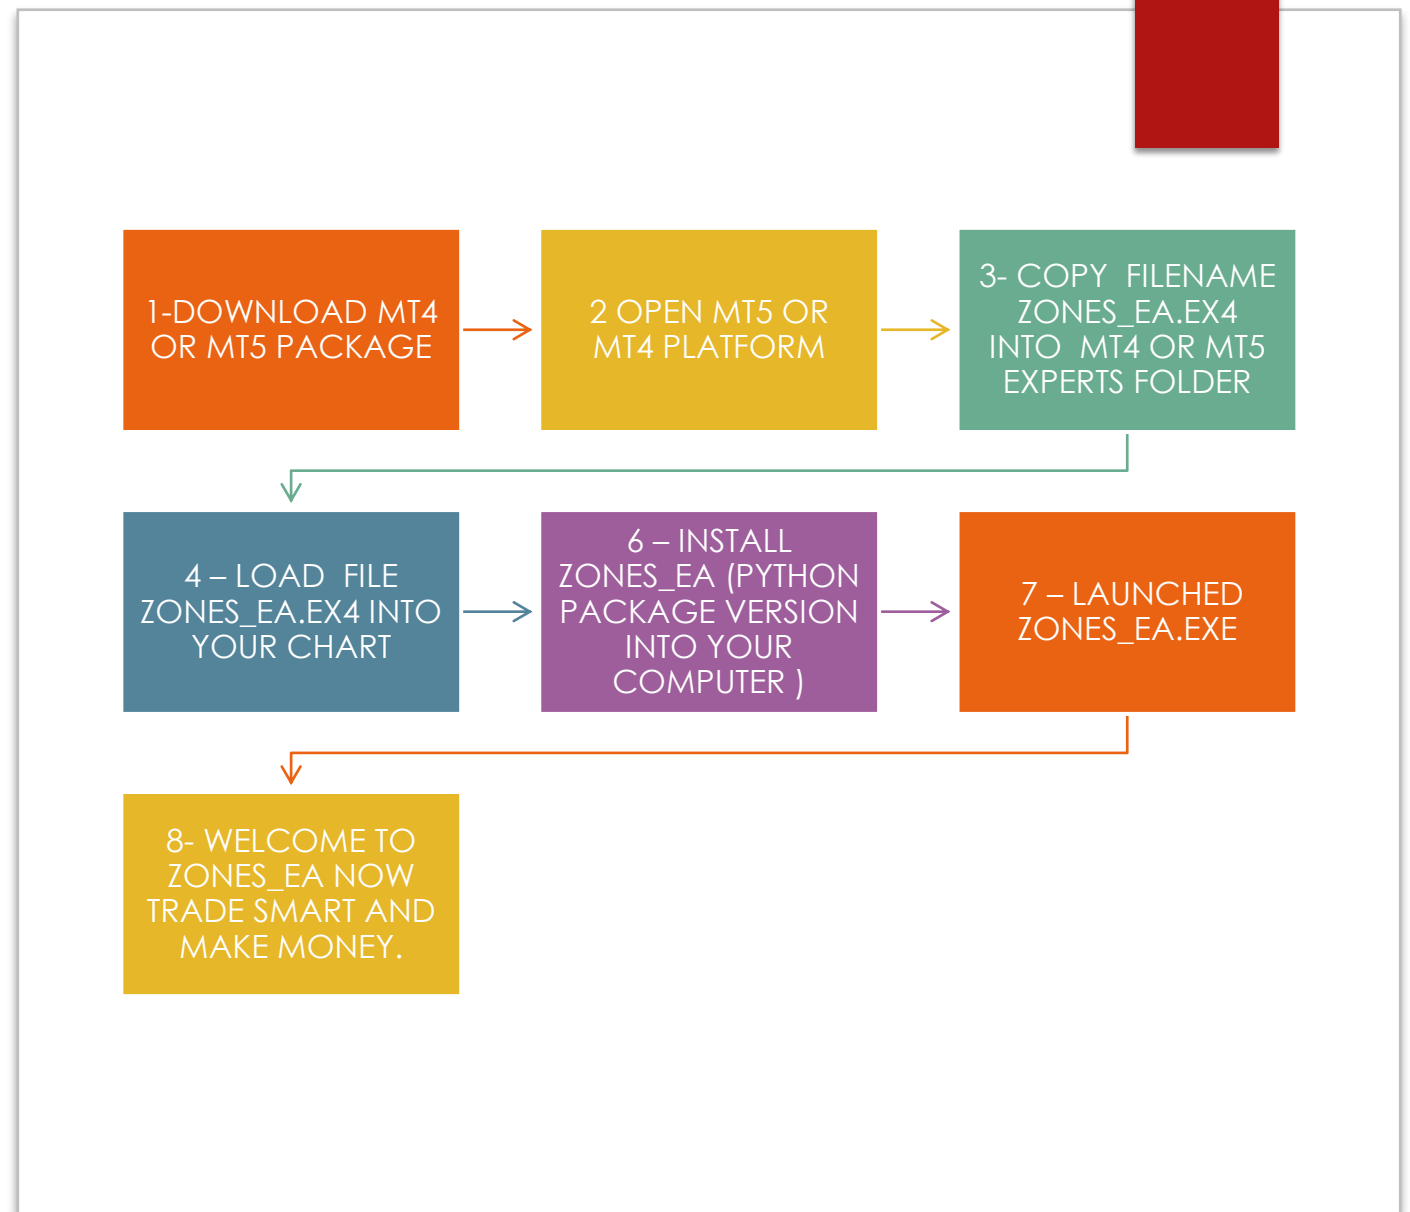 1-DOWNLOAD MT4
OR MT5 PACKAGE
2 OPEN MT5 OR
MT4 PLATFORM
3- COPY  FILENAME
ZONES_EA.EX4
INTO  MT4 OR MT5
EXPERTS FOLDER
4 – LOAD  FILE
ZONES_EA.EX4 INTO
YOUR CHART
6 – INSTALL
ZONES_EA (PYTHON
PACKAGE VERSION
INTO YOUR
COMPUTER )
7 – LAUNCHED
ZONES_EA.EXE
8- WELCOME TO
ZONES_EA NOW
TRADE SMART AND
MAKE MONEY.